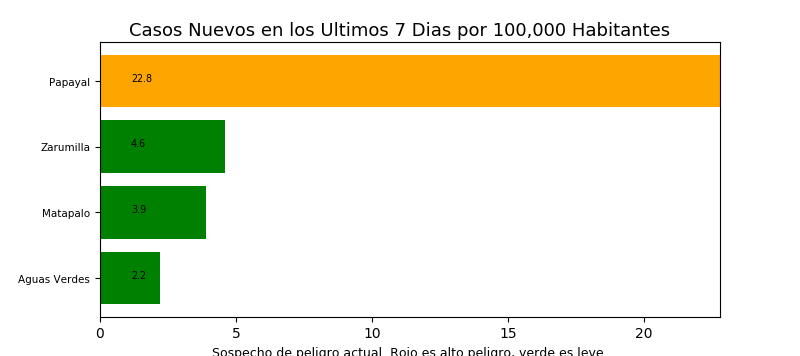 Casos Nuevos en los Ultimos 7 Dias por 100,000 Habitantes
Papayal 22.8
Zarumilla 4.6
Matapalo 3.9
Aguas Verdes 2.2
0 5 10 15 20
Sospecho de peligro actual. Rojo es alto peligro, verde es leve